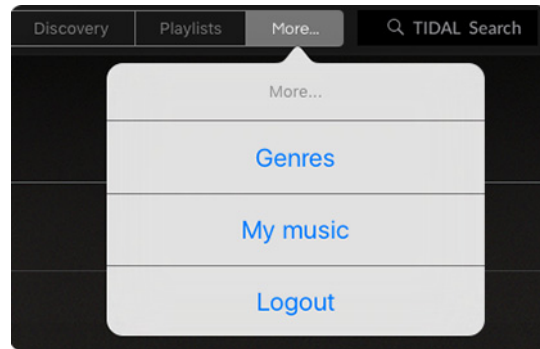 Discovery Playlists More... TIDAL Search
More...
Genres
My music
Logout